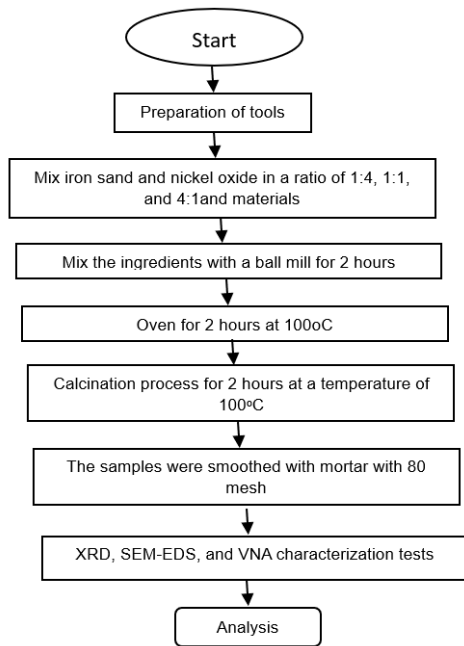 Start
Preparation of tools
Mix iron sand and nickel oxide in a ratio of 1:4, 1:1,
and 4:1and materials
Mix the ingredients with a ball mill for 2 hours
Oven for 2 hours at 100oC
Calcination process for 2 hours at a temperature of
100ᵒC
The samples were smoothed with mortar with 80
mesh
XRD, SEM-EDS, and VNA characterization tests
Analysis